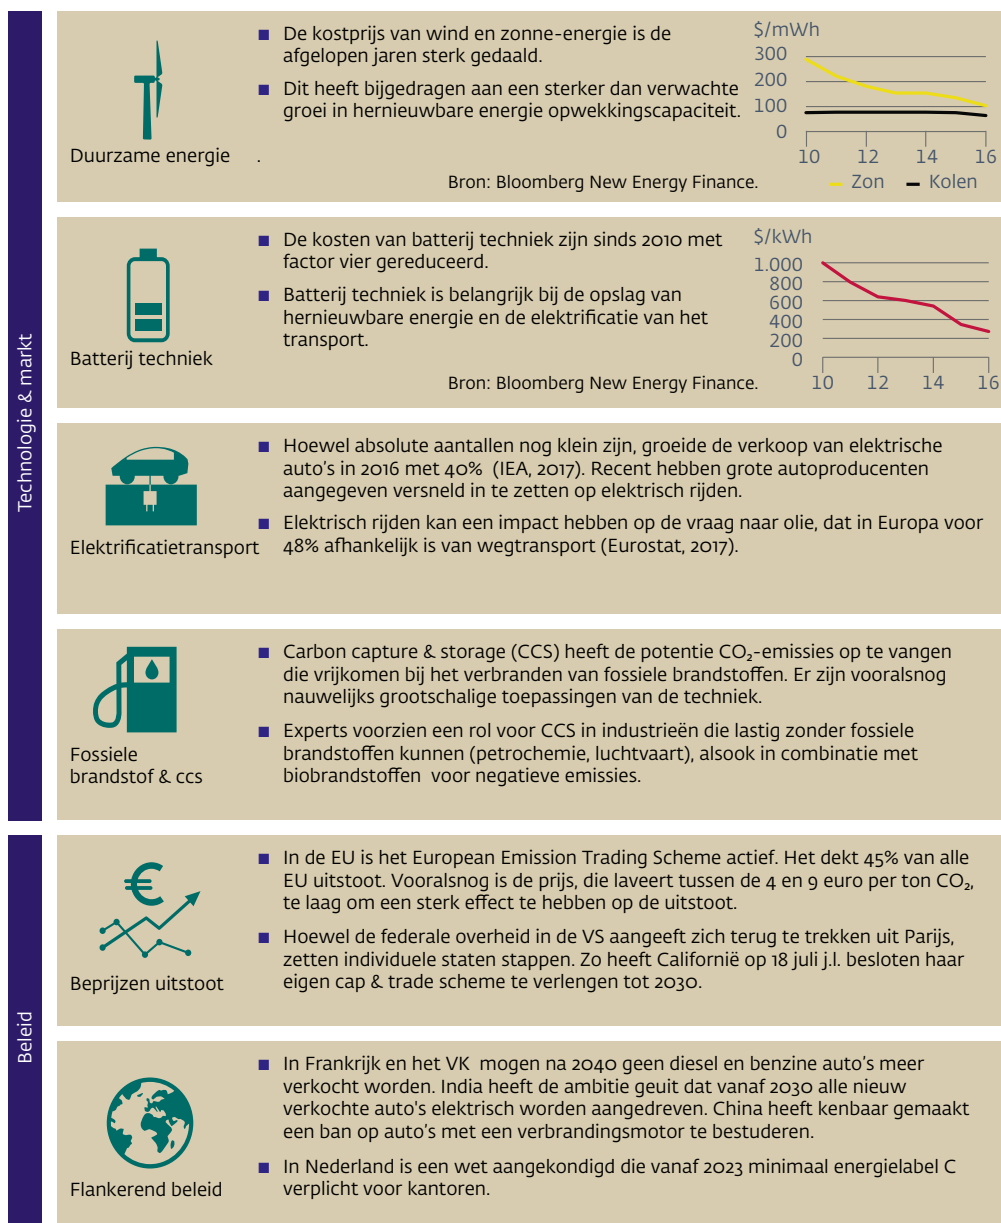 Technologie & markt
Duurzame energie
.
■ De kostprijs van wind en zonne-energie is de
afgelopen jaren sterk gedaald.
■ Dit heeft bijgedragen aan een sterker dan verwachte
groei in hernieuwbare energie opwekkingscapaciteit.
Bron: Bloomberg New Energy Finance.
$/mWh
300
200
100
0
10 12 14 16
Zon Kolen
Batterij techniek
■ De kosten van batterij techniek zijn sinds 2010 met
factor vier gereduceerd.
■ Batterij techniek is belangrijk bij de opslag van
hernieuwbare energie en de elektrificatie van het
transport.
Bron: Bloomberg New Energy Finance.
$/kWh
1.000
800
600
400
200
0
10 12 14 16
Elektrificatietransport
■ Hoewel absolute aantallen nog klein zijn, groeide de verkoop van elektrische
auto's in 2016 met 40% (IEA, 2017). Recent hebben grote autoproducenten
aangegeven versneld in te zetten op elektrisch rijden.
■ Elektrisch rijden kan een impact hebben op de vraag naar olie, dat in Europa voor
48% afhankelijk is van wegtransport (Eurostat, 2017).
Fossiele
brandstof & ccs
■ Carbon capture & storage (CCS) heeft de potentie CO₂-emissies op te vangen
die vrijkomen bij het verbranden van fossiele brandstoffen. Er zijn vooralsnog
nauwelijks grootschalige toepassingen van de techniek.
■ Experts voorzien een rol voor CCS in industrieën die lastig zonder fossiele
brandstoffen kunnen (petrochemie, luchtvaart), alsook in combinatie met
biobrandstoffen voor negatieve emissies.
Beleid
Beprijzen uitstoot
■ In de EU is het European Emission Trading Scheme actief. Het dekt 45% van alle
EU uitstoot. Vooralsnog is de prijs, die laveert tussen de 4 en 9 euro per ton CO₂,
te laag om een sterk effect te hebben op de uitstoot.
■ Hoewel de federale overheid in de VS aangeeft zich terug te trekken uit Parijs,
zetten individuele staten stappen. Zo heeft Californië op 18 juli j.l. besloten haar
eigen cap & trade scheme te verlengen tot 2030.
Flankerend beleid
■ In Frankrijk en het VK mogen na 2040 geen diesel en benzine auto's meer
verkocht worden. India heeft de ambitie geuit dat vanaf 2030 alle nieuw
verkochte auto's elektrisch worden aangedreven. China heeft kenbaar gemaakt
een ban op auto's met een verbrandingsmotor te bestuderen.
■ In Nederland is een wet aangekondigd die vanaf 2023 minimaal energielabel C
verplicht voor kantoren.